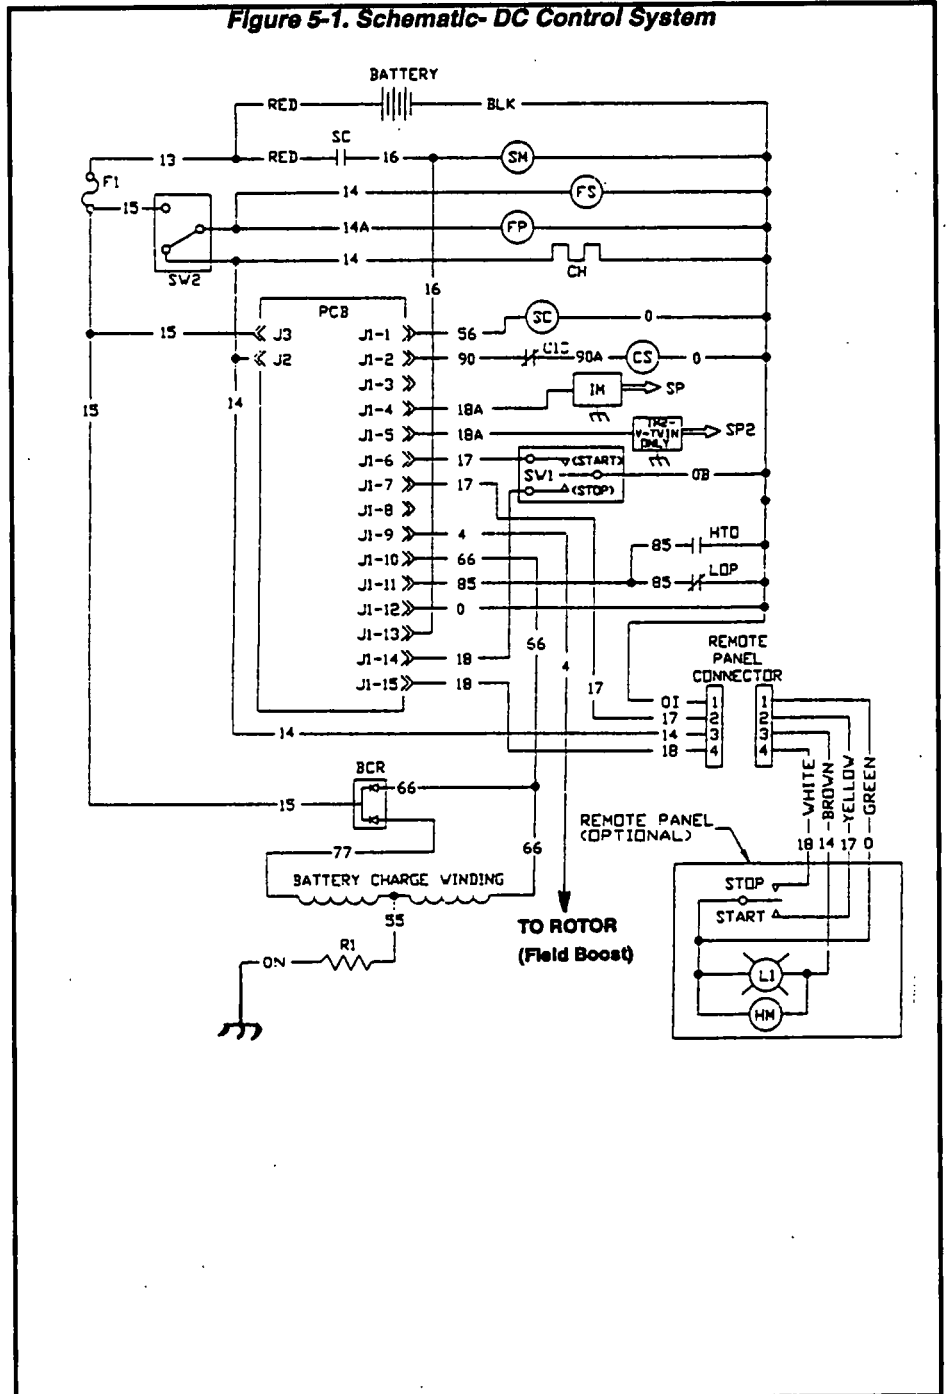 Figure 5-1. Schematic- DC Control System
BATTERY
RED
BLK
SC
13
RED
16
SM
F1
14
FS
15
14A
FP
14
CH
SW2
16
PCB
J3
J1-1
56
SC
0
15
J2
J1-2
90
90A
CS
0
J1-3
14
J1-4
18A
IM
SP
15
J1-5
18A
V-TWIN
ONLY
SP2
J1-6
17
(START)
SW1
0B
J1-7
17
(STOP)
J1-8
J1-9
4
85
HTO
J1-10
66
J1-11
85
85
LOP
J1-12
0
J1-13
66
J1-14
18
4
J1-15
18
17
REMOTE
PANEL
CONNECTOR
OI
1
1
17
2
2
14
14
3
3
18
4
4
BCR
66
15
WHITE
BROWN
YELLOW
GREEN
REMOTE PANEL
(OPTIONAL)
18
14
17
0
77
66
BATTERY CHARGE WINDING
55
STOP
START
TO ROTOR
(Field Boost)
R1
ON
L1
HM